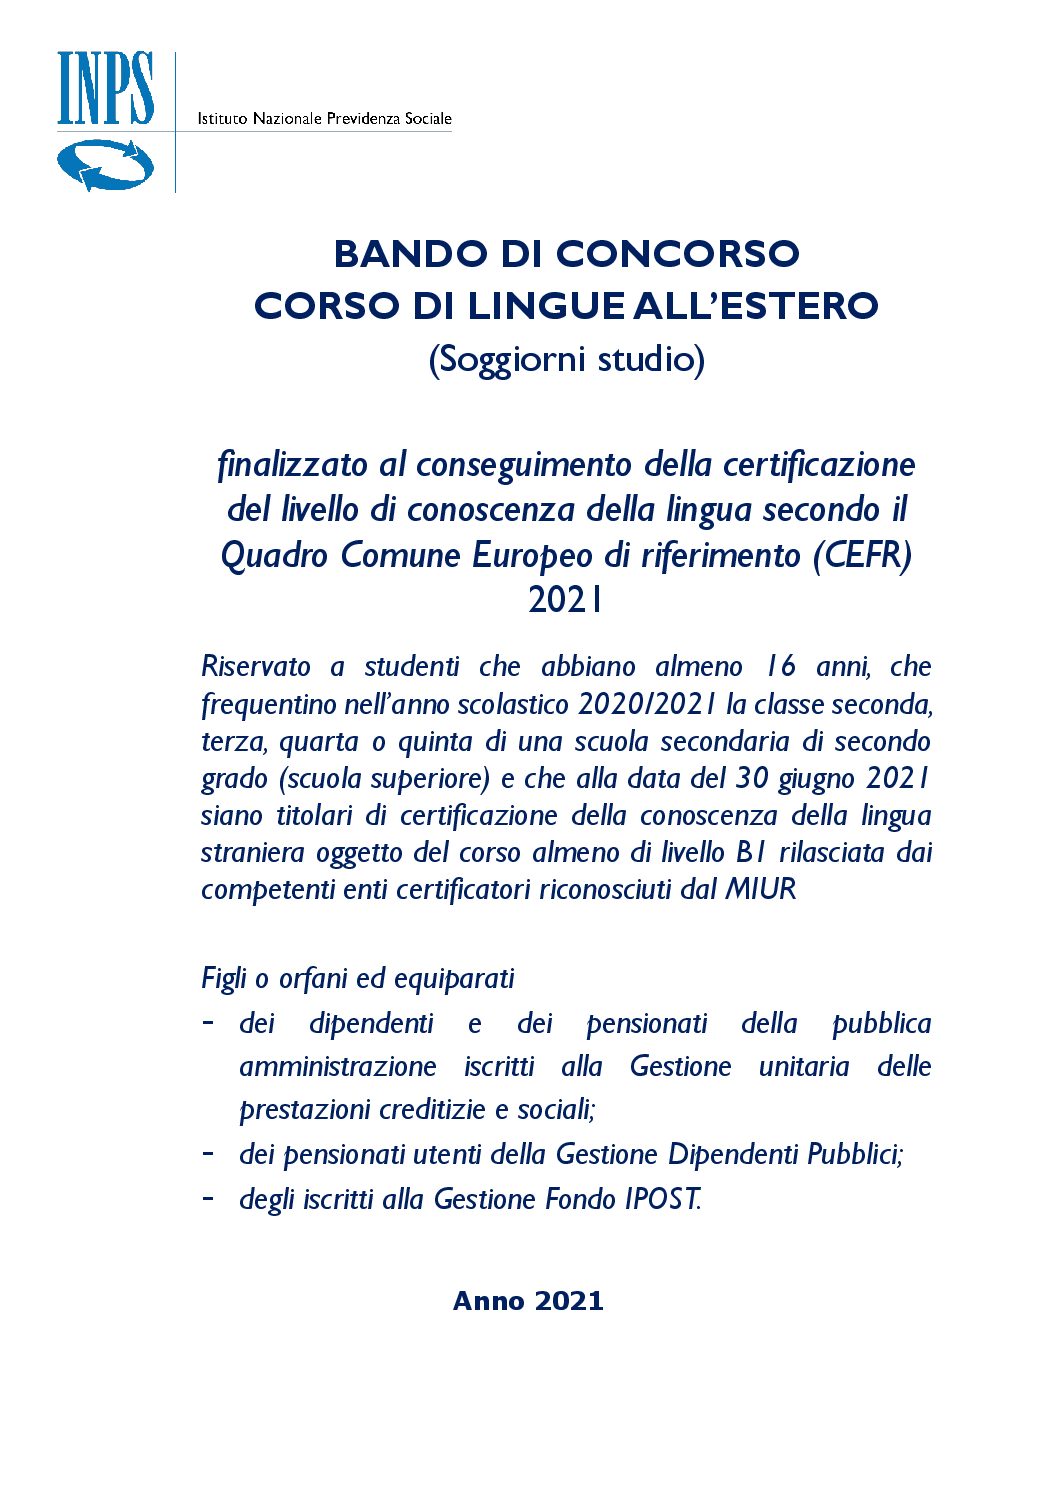 INPS
Istituto Nazionale Previdenza Sociale
BANDO DI CONCORSO
CORSO DI LINGUE ALL’ESTERO
(Soggiorni studio)
finalizzato al conseguimento della certificazione
del livello di conoscenza della lingua secondo il
Quadro Comune Europeo di riferimento (CEFR)
2021
Riservato a studenti che abbiano almeno 16 anni, che
frequentino nell’anno scolastico 2020/2021 la classe seconda,
terza, quarta o quinta di una scuola secondaria di secondo
grado (scuola superiore) e che alla data del 30 giugno 2021
siano titolari di certificazione della conoscenza della lingua
straniera oggetto del corso almeno di livello B1 rilasciata dai
competenti enti certificatori riconosciuti dal MIUR
Figli o orfani ed equiparati
- dei dipendenti e dei pensionati della pubblica
amministrazione iscritti alla Gestione unitaria delle
prestazioni creditizie e sociali;
- dei pensionati utenti della Gestione Dipendenti Pubblici;
- degli iscritti alla Gestione Fondo IPOST.
Anno 2021